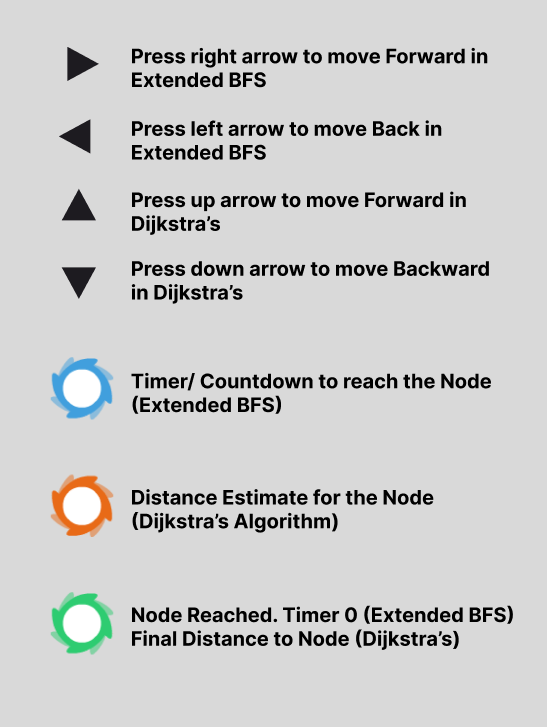 Press right arrow to move Forward in
Extended BFS
Press left arrow to move Back in
Extended BFS
Press up arrow to move Forward in
Dijkstra’s
Press down arrow to move Backward
in Dijkstra’s
Timer/ Countdown to reach the Node
(Extended BFS)
Distance Estimate for the Node
(Dijkstra’s Algorithm)
Node Reached. Timer 0 (Extended BFS)
Final Distance to Node (Dijkstra’s)